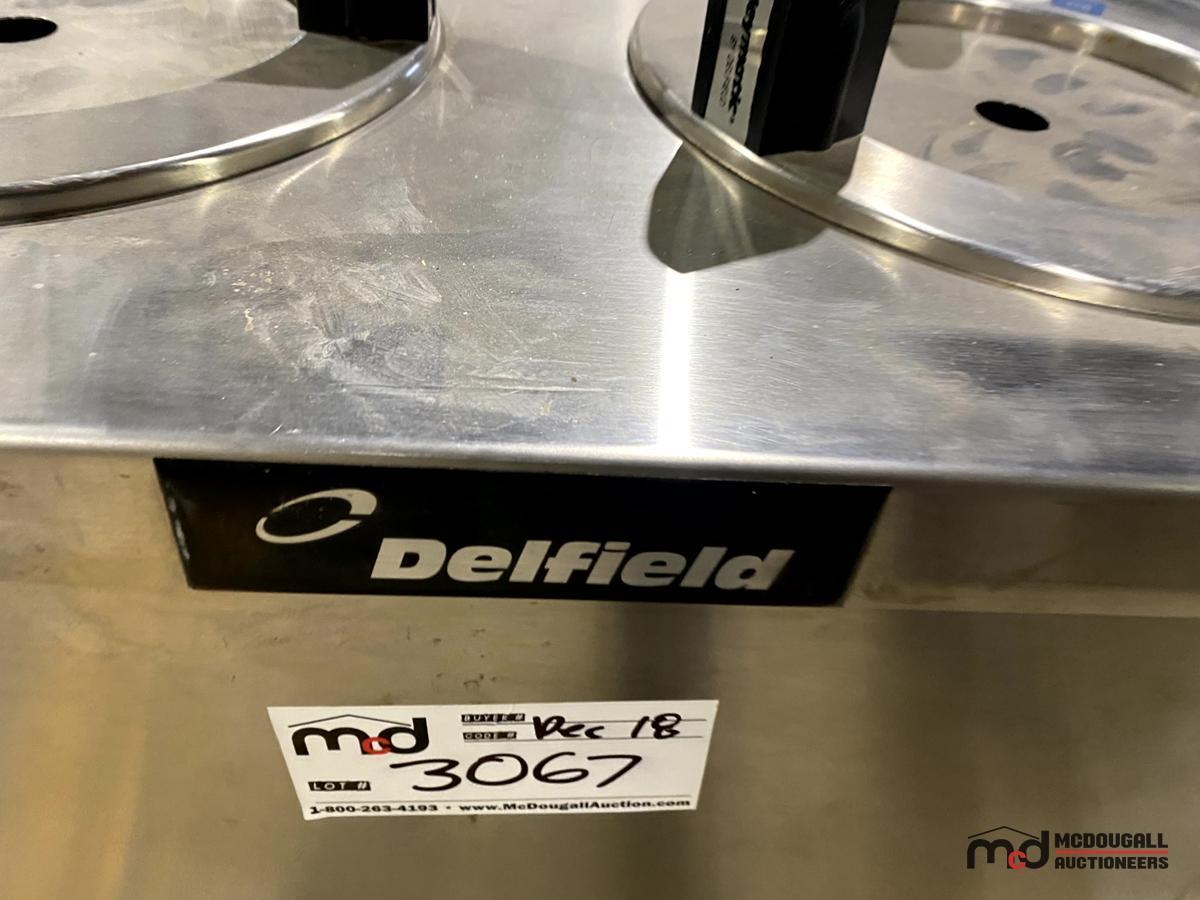 Delfield
McD
BUYER #
Dec 18
CODE #
LOT #
3067
1-800-263-4193 • www.McDougallAuction.com
McD MCDOUGALL
AUCTIONEERS